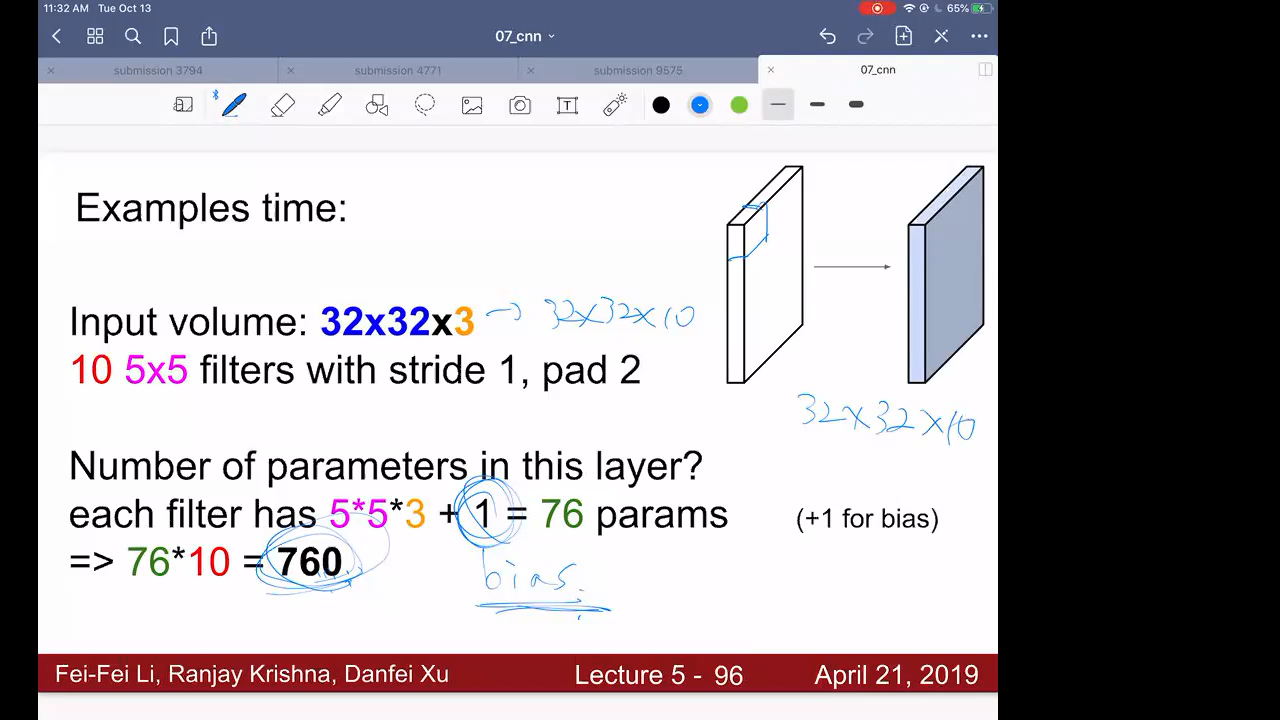 11:32 AM Tue Oct 13
65%
07_cnn
submission 3794
submission 4771
submission 9575
07_cnn
T
Examples time:
Input volume: 32x32x3 → 32x32x10
10 5x5 filters with stride 1, pad 2
32x32x10
Number of parameters in this layer?
each filter has 5*5*3 + 1 = 76 params (+1 for bias)
=> 76*10 = 760
bias.
Fei-Fei Li, Ranjay Krishna, Danfei Xu Lecture 5 - 96 April 21, 2019